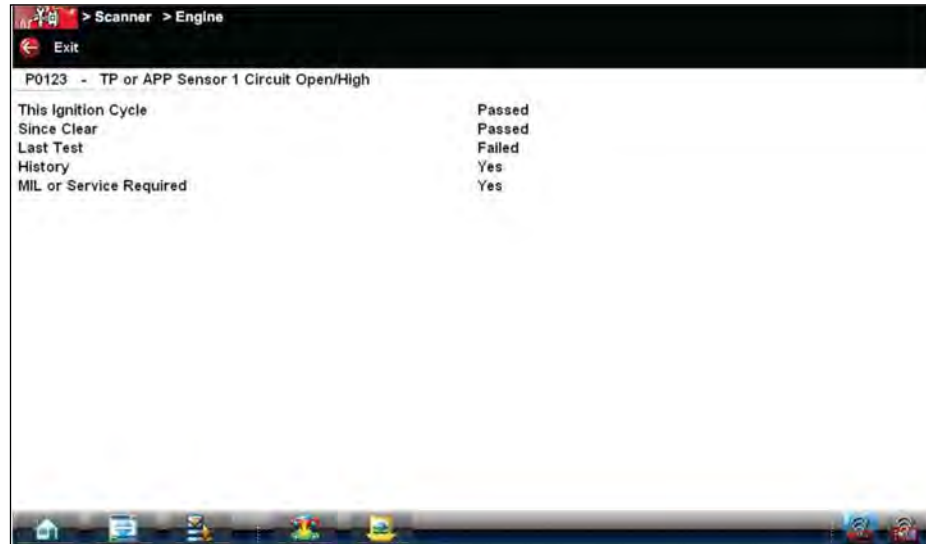 > Scanner > Engine
Exit
P0123 - TP or APP Sensor 1 Circuit Open/High
This Ignition Cycle Passed
Since Clear Passed
Last Test Failed
History Yes
MIL or Service Required Yes